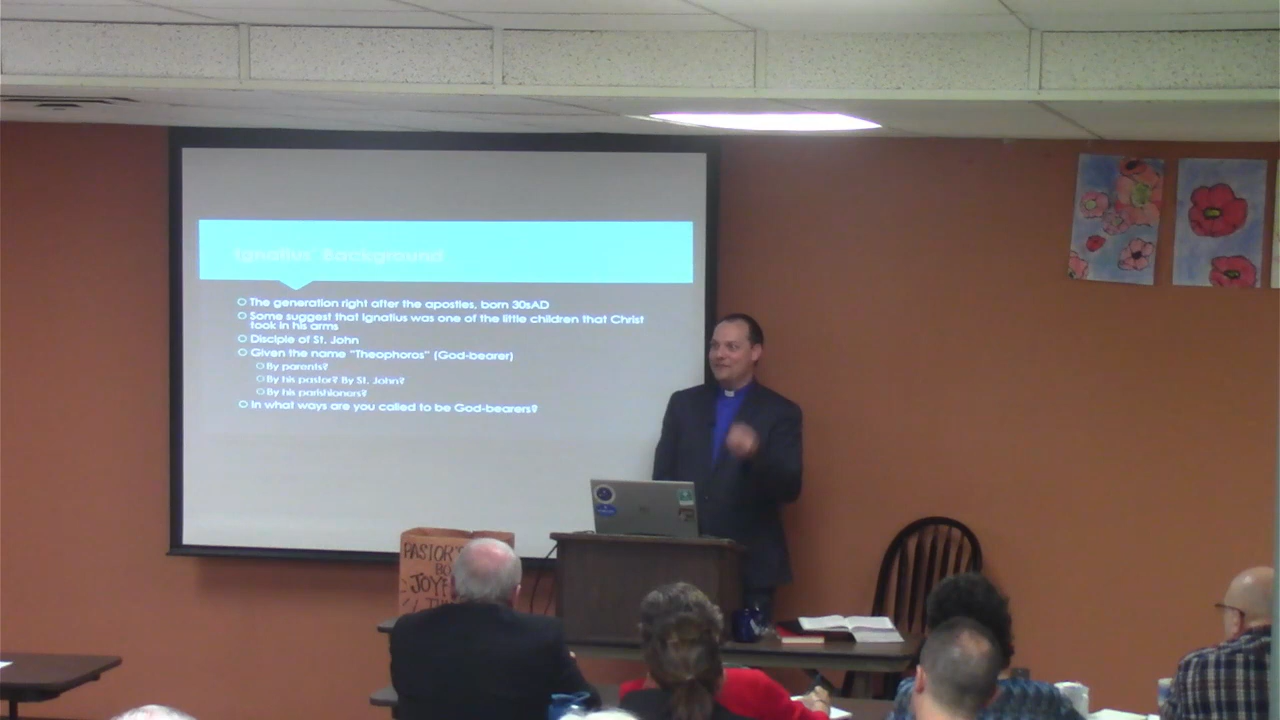 Ignatius' Background
The generation right after the apostles, born 30sAD
Some suggest that Ignatius was one of the little children that Christ
took in his arms
Disciple of St. John
Given the name "Theophoros" (God-bearer)
By parents?
By his pastor? By St. John?
By his parishioners?
In what ways are you called to be God-bearers?
PASTOR'